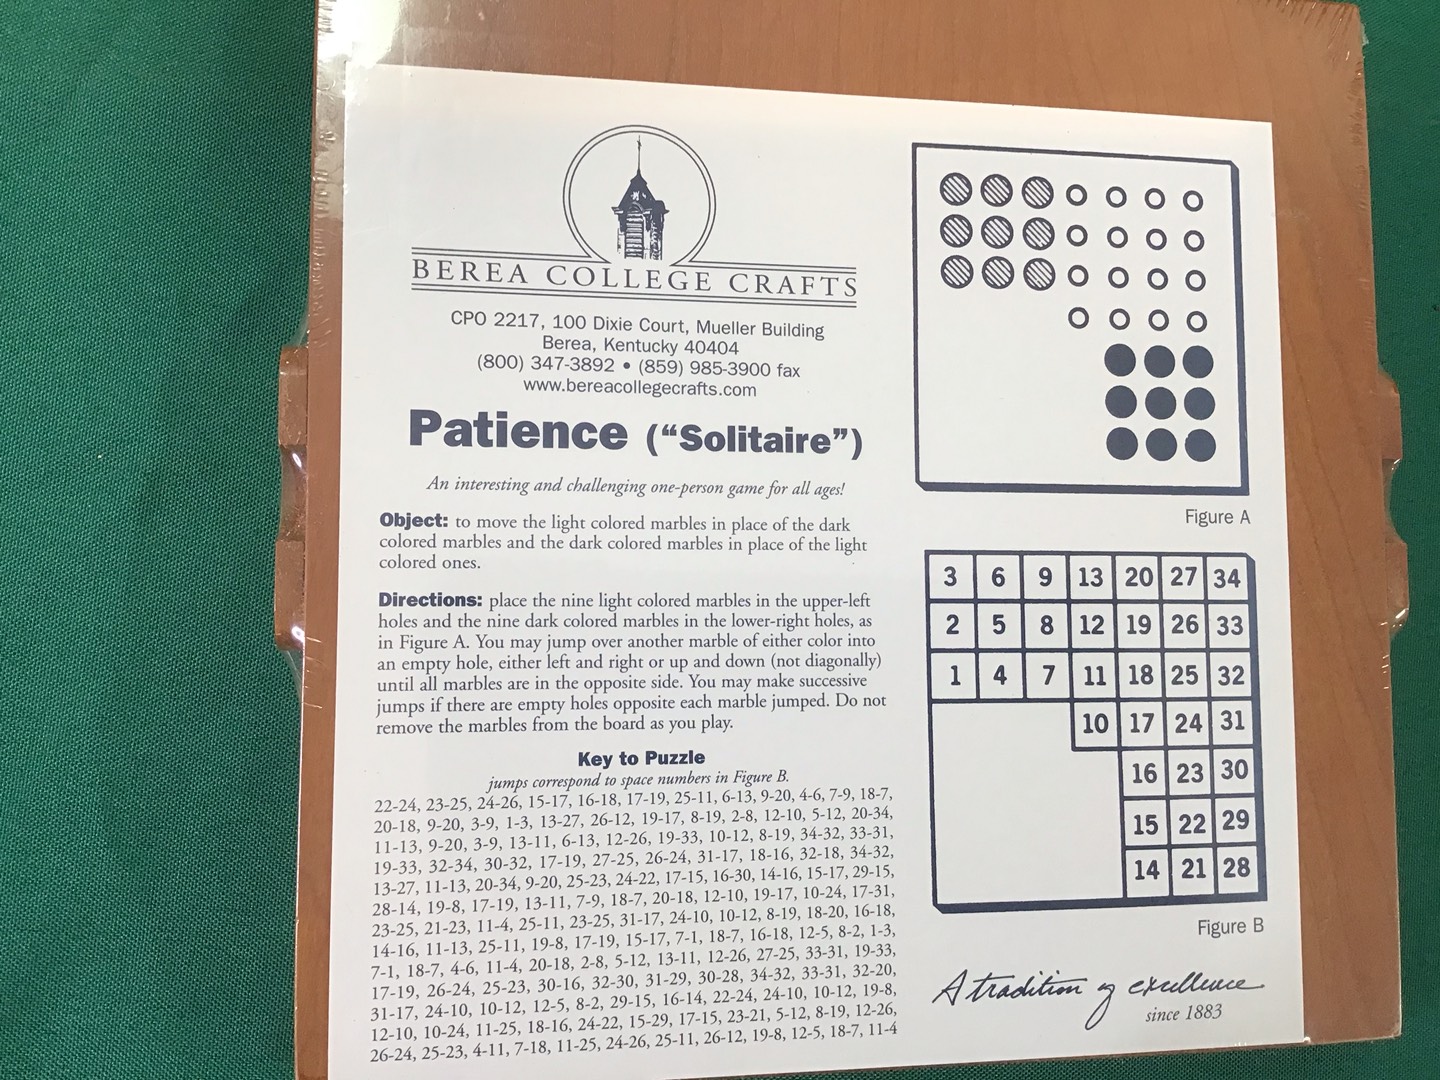 BEREA COLLEGE CRAFTS
CPO 2217, 100 Dixie Court, Mueller Building
Berea, Kentucky 40404
(800) 347-3892 • (859) 985-3900 fax
www.bereacollegecrafts.com
Patience (“Solitaire”)
An interesting and challenging one-person game for all ages!
Object: to move the light colored marbles in place of the dark
colored marbles and the dark colored marbles in place of the light
colored ones.
Directions: place the nine light colored marbles in the upper-left
holes and the nine dark colored marbles in the lower-right holes, as
in Figure A. You may jump over another marble of either color into
an empty hole, either left and right or up and down (not diagonally)
until all marbles are in the opposite side. You may make successive
jumps if there are empty holes opposite each marble jumped. Do not
remove the marbles from the board as you play.
Key to Puzzle
jumps correspond to space numbers in Figure B.
22-24, 23-25, 24-26, 15-17, 16-18, 17-19, 25-11, 6-13, 9-20, 4-6, 7-9, 18-7,
20-18, 9-20, 3-9, 1-3, 13-27, 26-12, 19-17, 8-19, 2-8, 12-10, 5-12, 20-34,
11-13, 9-20, 3-9, 13-11, 6-13, 12-26, 19-33, 10-12, 8-19, 34-32, 33-31,
19-33, 32-34, 30-32, 17-19, 27-25, 26-24, 31-17, 18-16, 32-18, 34-32,
13-27, 11-13, 20-34, 9-20, 25-23, 24-22, 17-15, 16-30, 14-16, 15-17, 29-15,
28-14, 19-8, 17-19, 13-11, 7-9, 18-7, 20-18, 12-10, 19-17, 10-24, 17-31,
23-25, 21-23, 11-4, 25-11, 23-25, 31-17, 24-10, 10-12, 8-19, 18-20, 16-18,
14-16, 11-13, 25-11, 19-8, 17-19, 15-17, 7-1, 18-7, 16-18, 12-5, 8-2, 1-3,
7-1, 18-7, 4-6, 11-4, 20-18, 2-8, 5-12, 13-11, 12-26, 27-25, 33-31, 19-33,
17-19, 26-24, 25-23, 30-16, 32-30, 31-29, 30-28, 34-32, 33-31, 32-20,
31-17, 24-10, 10-12, 12-5, 8-2, 29-15, 16-14, 22-24, 24-10, 10-12, 19-8,
12-10, 10-24, 11-25, 18-16, 24-22, 15-29, 17-15, 23-21, 5-12, 8-19, 12-26,
26-24, 25-23, 4-11, 7-18, 11-25, 24-26, 25-11, 26-12, 19-8, 12-5, 18-7, 11-4
Figure A
3 6 9 13 20 27 34
2 5 8 12 19 26 33
1 4 7 11 18 25 32
10 17 24 31
16 23 30
15 22 29
14 21 28
Figure B
A tradition of excellence
since 1883